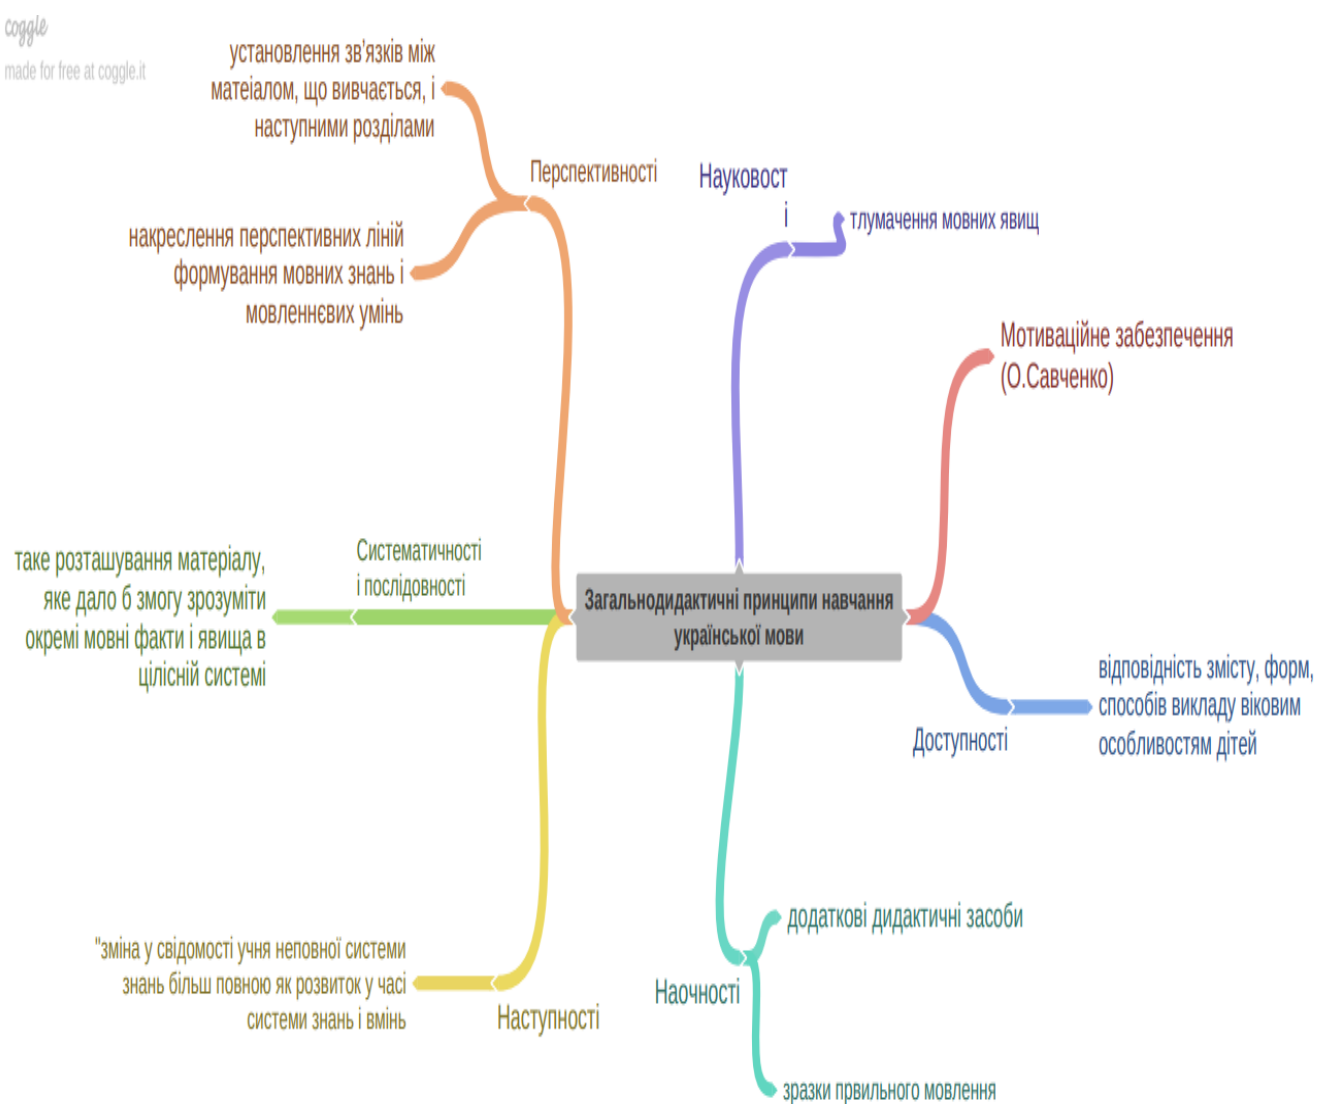 coggle
made for free at coggle.it
установлення зв'язків між
матеіалом, що вивчається, і
наступними розділами
Перспективності
накреслення перспективних ліній
формування мовних знань і
мовленнєвих умінь
Науковост
і
тлумачення мовних явищ
Мотиваційне забезпечення
(О.Савченко)
Систематичності
і послідовності
таке розташування матеріалу,
яке дало б змогу зрозуміти
окремі мовні факти і явища в
цілісній системі
Загальнодидактичні принципи навчання
української мови
Доступності
відповідність змісту, форм,
способів викладу віковим
особливостям дітей
"зміна у свідомості учня неповної системи
знань більш повною як розвиток у часі
системи знань і вмінь
Наступності
Наочності
додаткові дидактичні засоби
зразки првильного мовлення